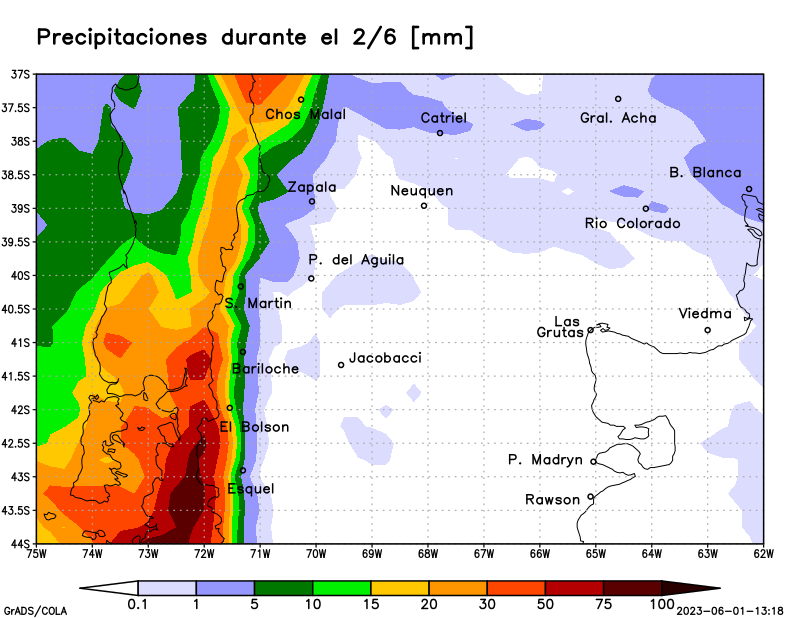 Precipitaciones durante el 2/6 [mm]
37S
37.5S
38S
38.5S
39S
39.5S
40S
40.5S
41S
41.5S
42S
42.5S
43S
43.5S
44S
Chos Malal
Catriel
Gral. Acha
B. Blanca
Zapala
Neuquen
Rio Colorado
P. del Aguila
S. Martin
Viedma
Las
Grutas
Jacobacci
Bariloche
El Bolson
P. Madryn
Esquel
Rawson
75W 74W 73W 72W 71W 70W 69W 68W 67W 66W 65W 64W 63W 62W
0.1 1 5 10 15 20 30 50 75 100
GrADS/COLA
2023-06-01-13:18